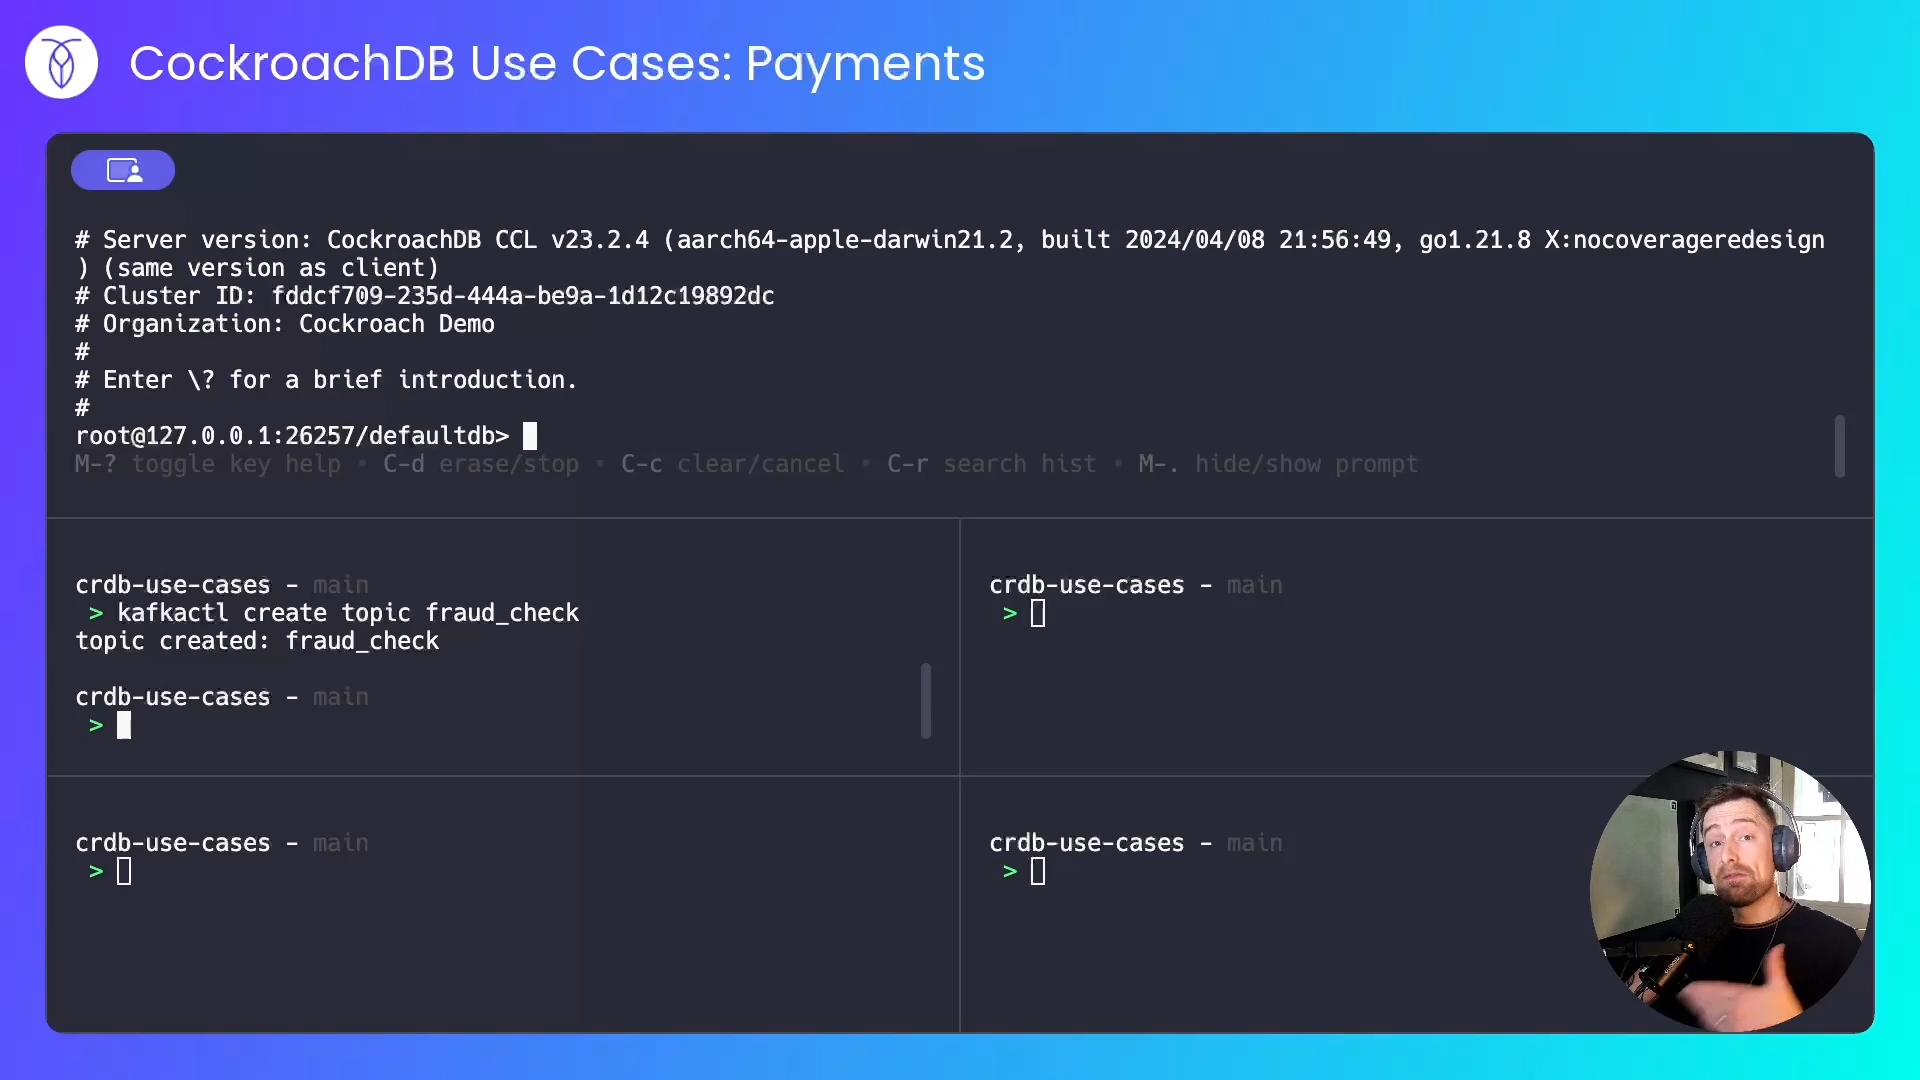 CockroachDB Use Cases: Payments
# Server version: CockroachDB CCL v23.2.4 (aarch64-apple-darwin21.2, built 2024/04/08 21:56:49, go1.21.8 X:nocoverageredesign
) (same version as client)
# Cluster ID: fddcf709-235d-444a-be9a-1d12c19892dc
# Organization: Cockroach Demo
#
# Enter \? for a brief introduction.
#
root@127.0.0.1:26257/defaultdb>
M-? toggle key help • C-d erase/stop • C-c clear/cancel • C-r search hist • M-. hide/show prompt
crdb-use-cases - main
> kafkactl create topic fraud_check
topic created: fraud_check
crdb-use-cases - main
>
crdb-use-cases - main
>
crdb-use-cases - main
>
crdb-use-cases - main
>